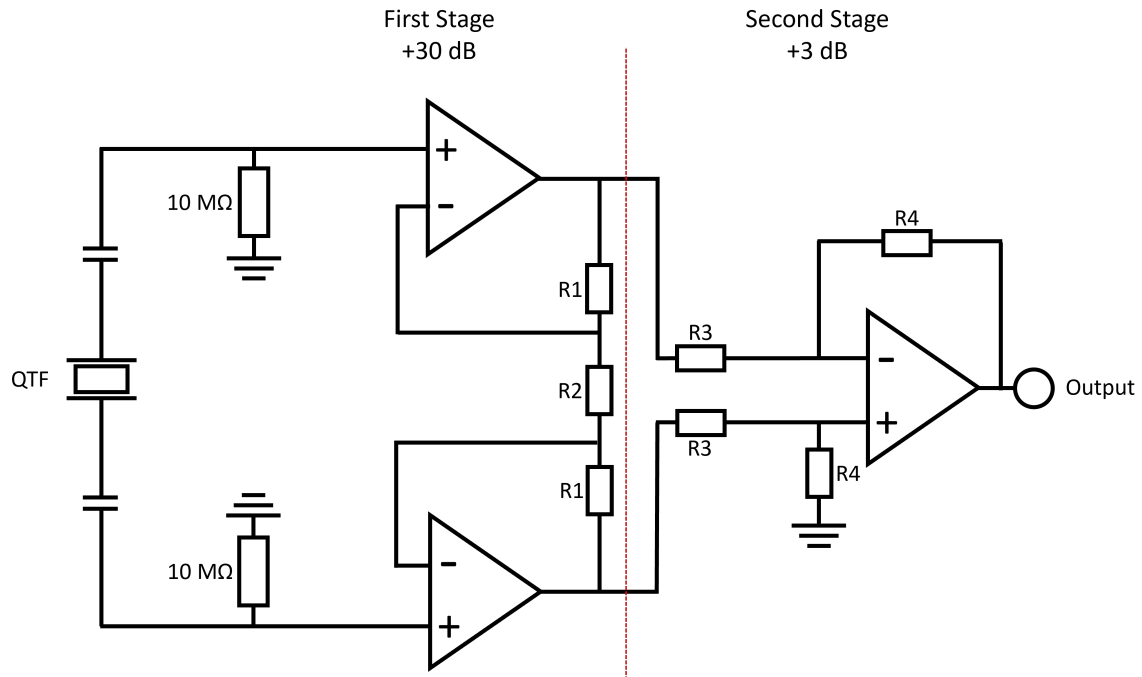 First Stage
+30 dB
Second Stage
+3 dB
+
10 MΩ
−
R4
R1
R3
−
QTF
R2
Output
+
R3
R4
R1
−
10 MΩ
+